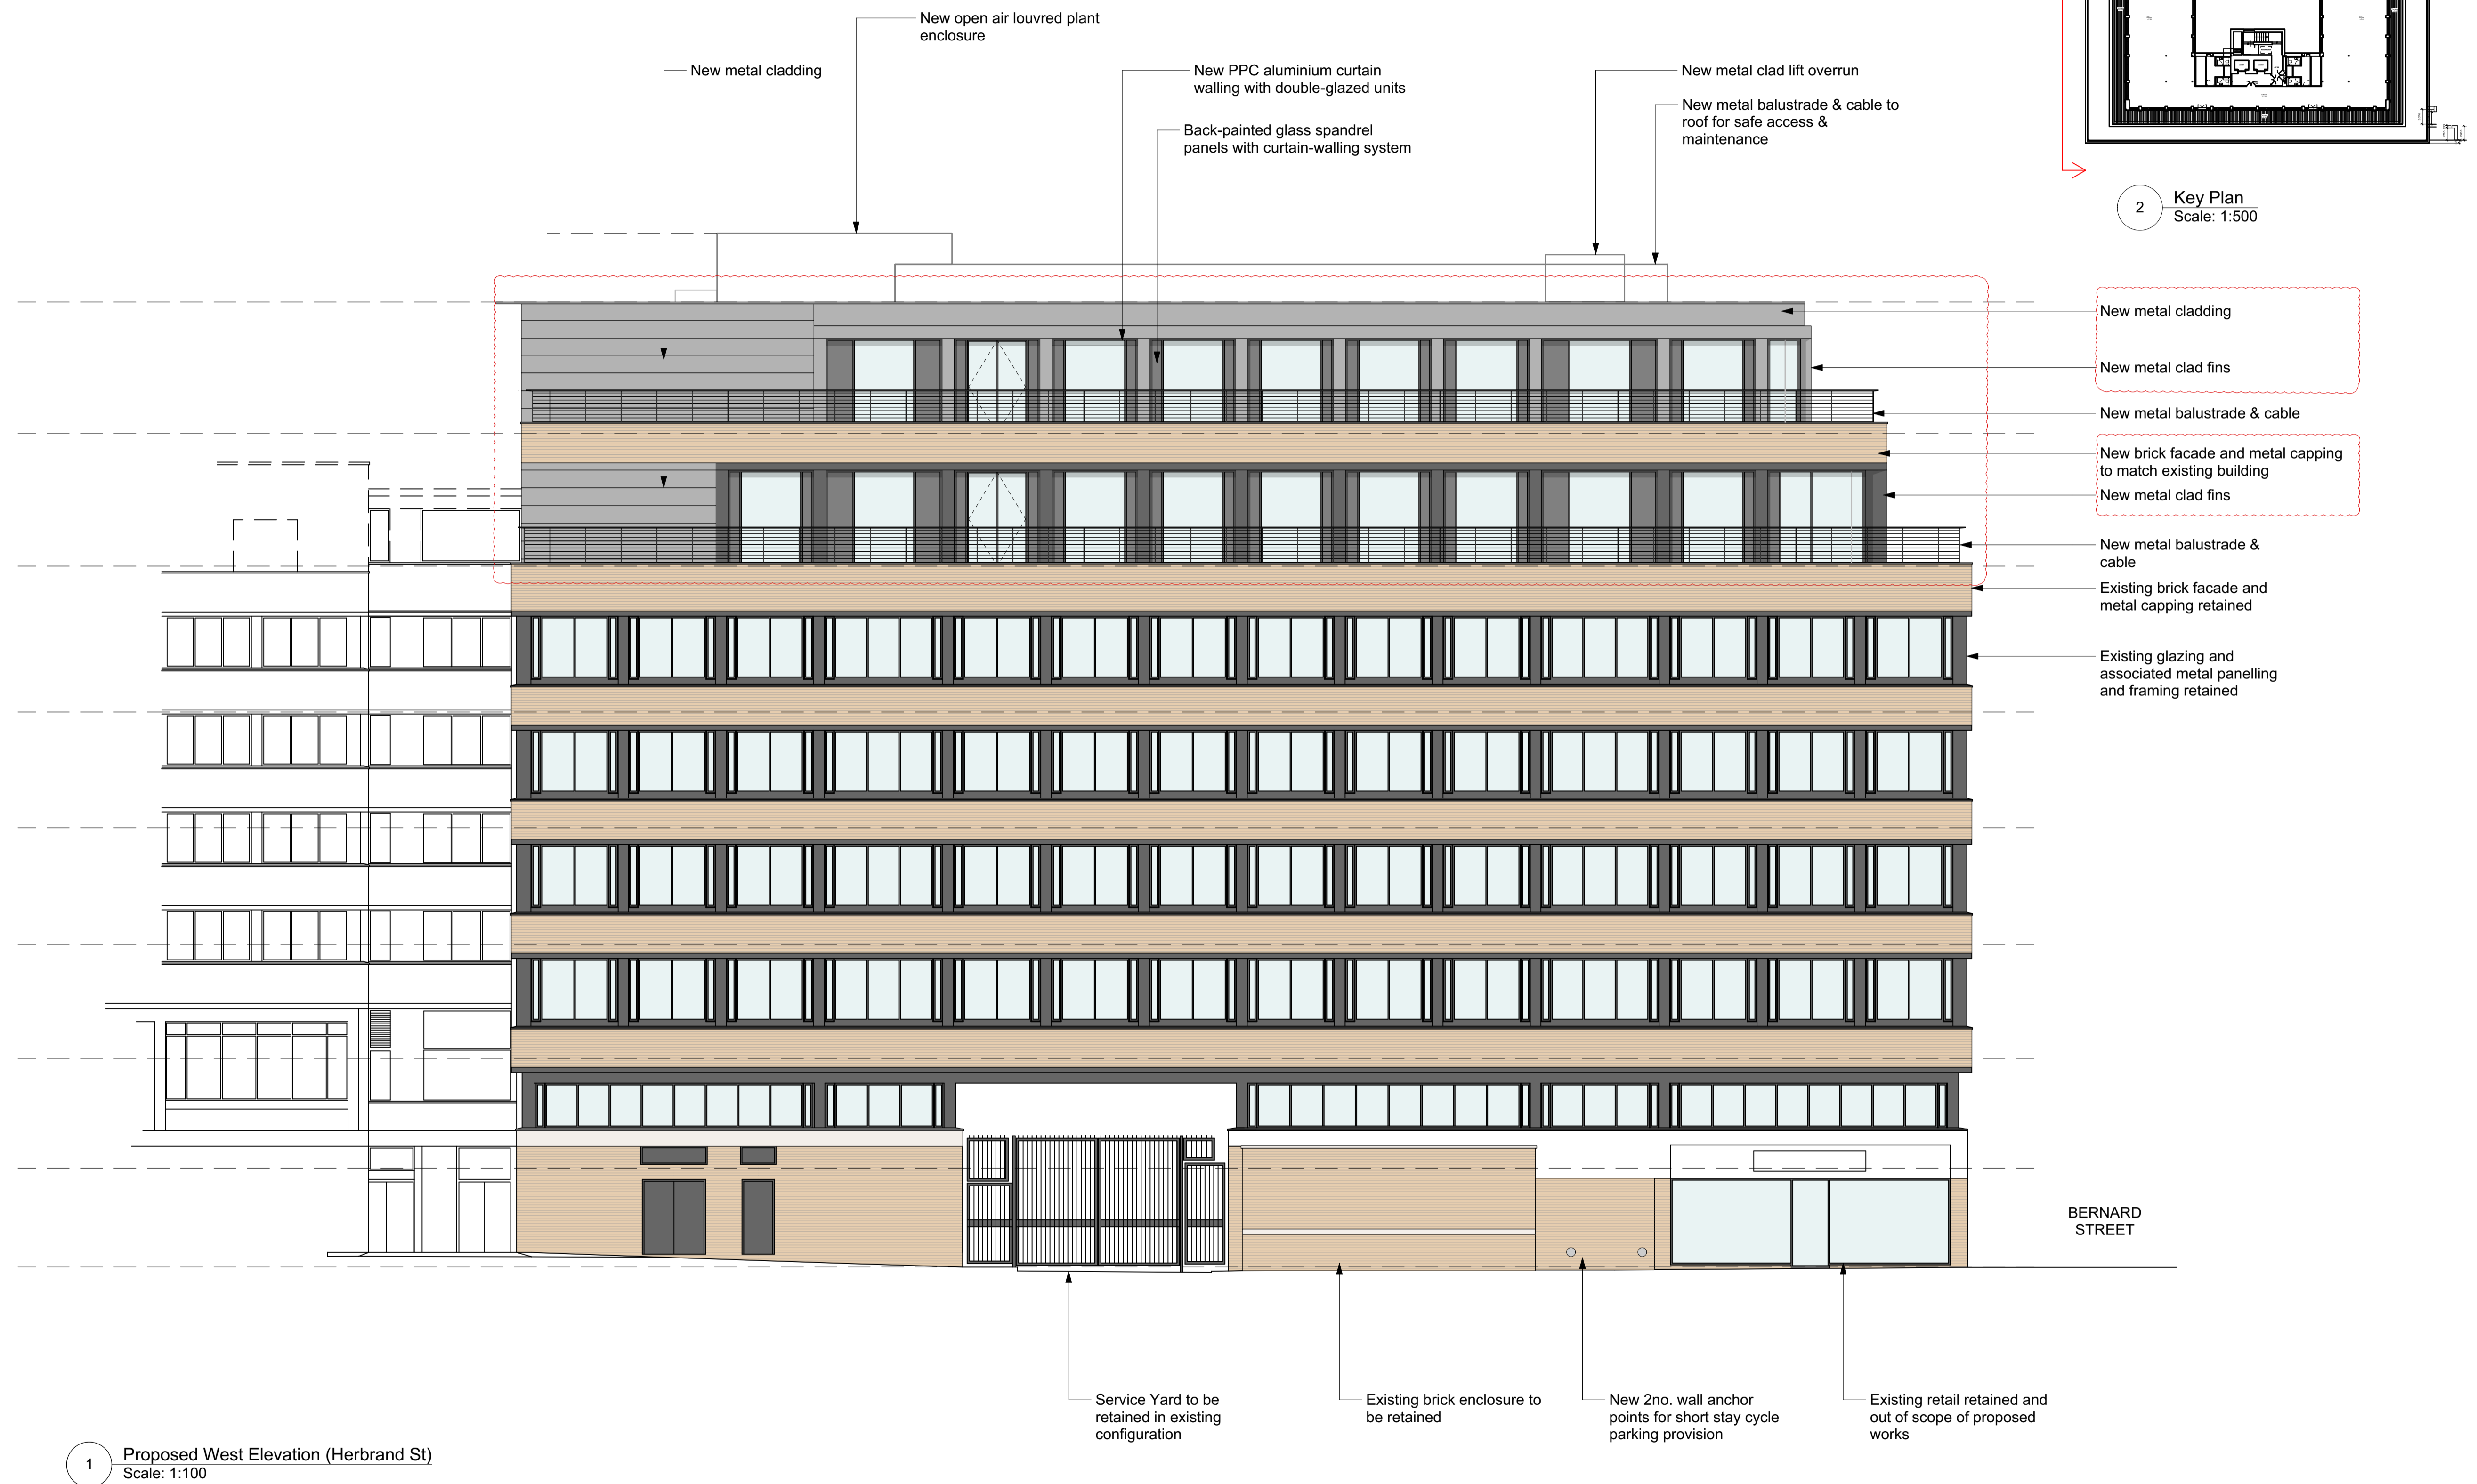 New open air louvred plant
enclosure
New metal cladding
New PPC aluminium curtain
walling with double-glazed units
Back-painted glass spandrel
panels with curtain-walling system
New metal clad lift overrun
New metal balustrade & cable to
roof for safe access &
maintenance
2
Key Plan
Scale: 1:500
New metal cladding
New metal clad fins
New metal balustrade & cable
New brick facade and metal capping
to match existing building
New metal clad fins
New metal balustrade &
cable
Existing brick facade and
metal capping retained
Existing glazing and
associated metal panelling
and framing retained
BERNARD
STREET
Service Yard to be
retained in existing
configuration
Existing brick enclosure to
be retained
New 2no. wall anchor
points for short stay cycle
parking provision
Existing retail retained and
out of scope of proposed
works
1
Proposed West Elevation (Herbrand St)
Scale: 1:100